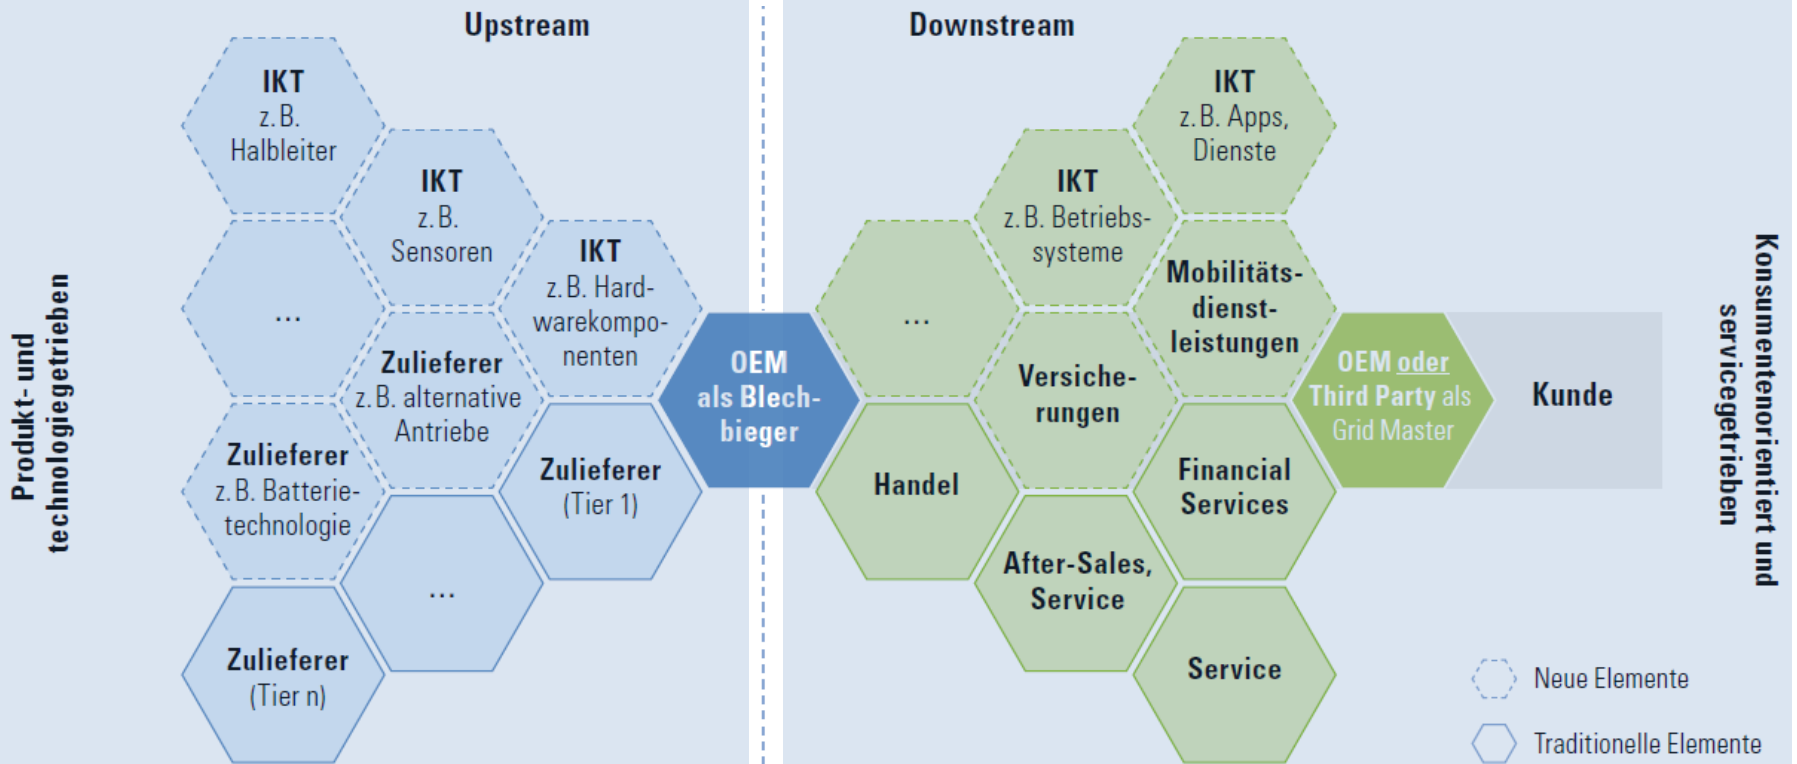 Upstream
Downstream
Produkt- und
technologiegetrieben
IKT
z. B.
Halbleiter
IKT
z. B.
Sensoren
IKT
z. B. Hard-
warekompo-
nenten
...
Zulieferer
z. B. alternative
Antriebe
Zulieferer
z. B. Batterie-
technologie
Zulieferer
(Tier 1)
...
Zulieferer
(Tier n)
OEM
als Blech-
bieger
IKT
z. B. Apps,
Dienste
IKT
z. B. Betriebs-
systeme
...
Mobilitäts-
dienst-
leistungen
Versiche-
rungen
Handel
Financial
Services
After-Sales,
Service
Service
OEM oder
Third Party als
Grid Master
Kunde
Konsumentenorientiert und
servicegetrieben
Neue Elemente
Traditionelle Elemente